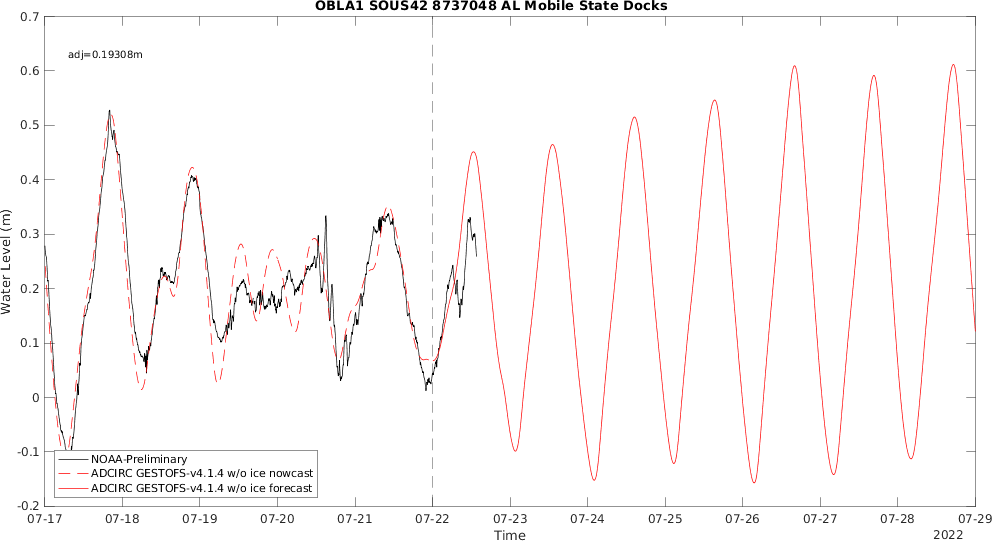 OBLA1 SOUS42 8737048 AL Mobile State Docks
adj=0.19308m
Water Level (m)
0.7
0.6
0.5
0.4
0.3
0.2
0.1
0
-0.1
-0.2
NOAA-Preliminary
ADCIRC GESTOFS-v4.1.4 w/o ice nowcast
ADCIRC GESTOFS-v4.1.4 w/o ice forecast
07-17 07-18 07-19 07-20 07-21 07-22 07-23 07-24 07-25 07-26 07-27 07-28 07-29
Time
2022